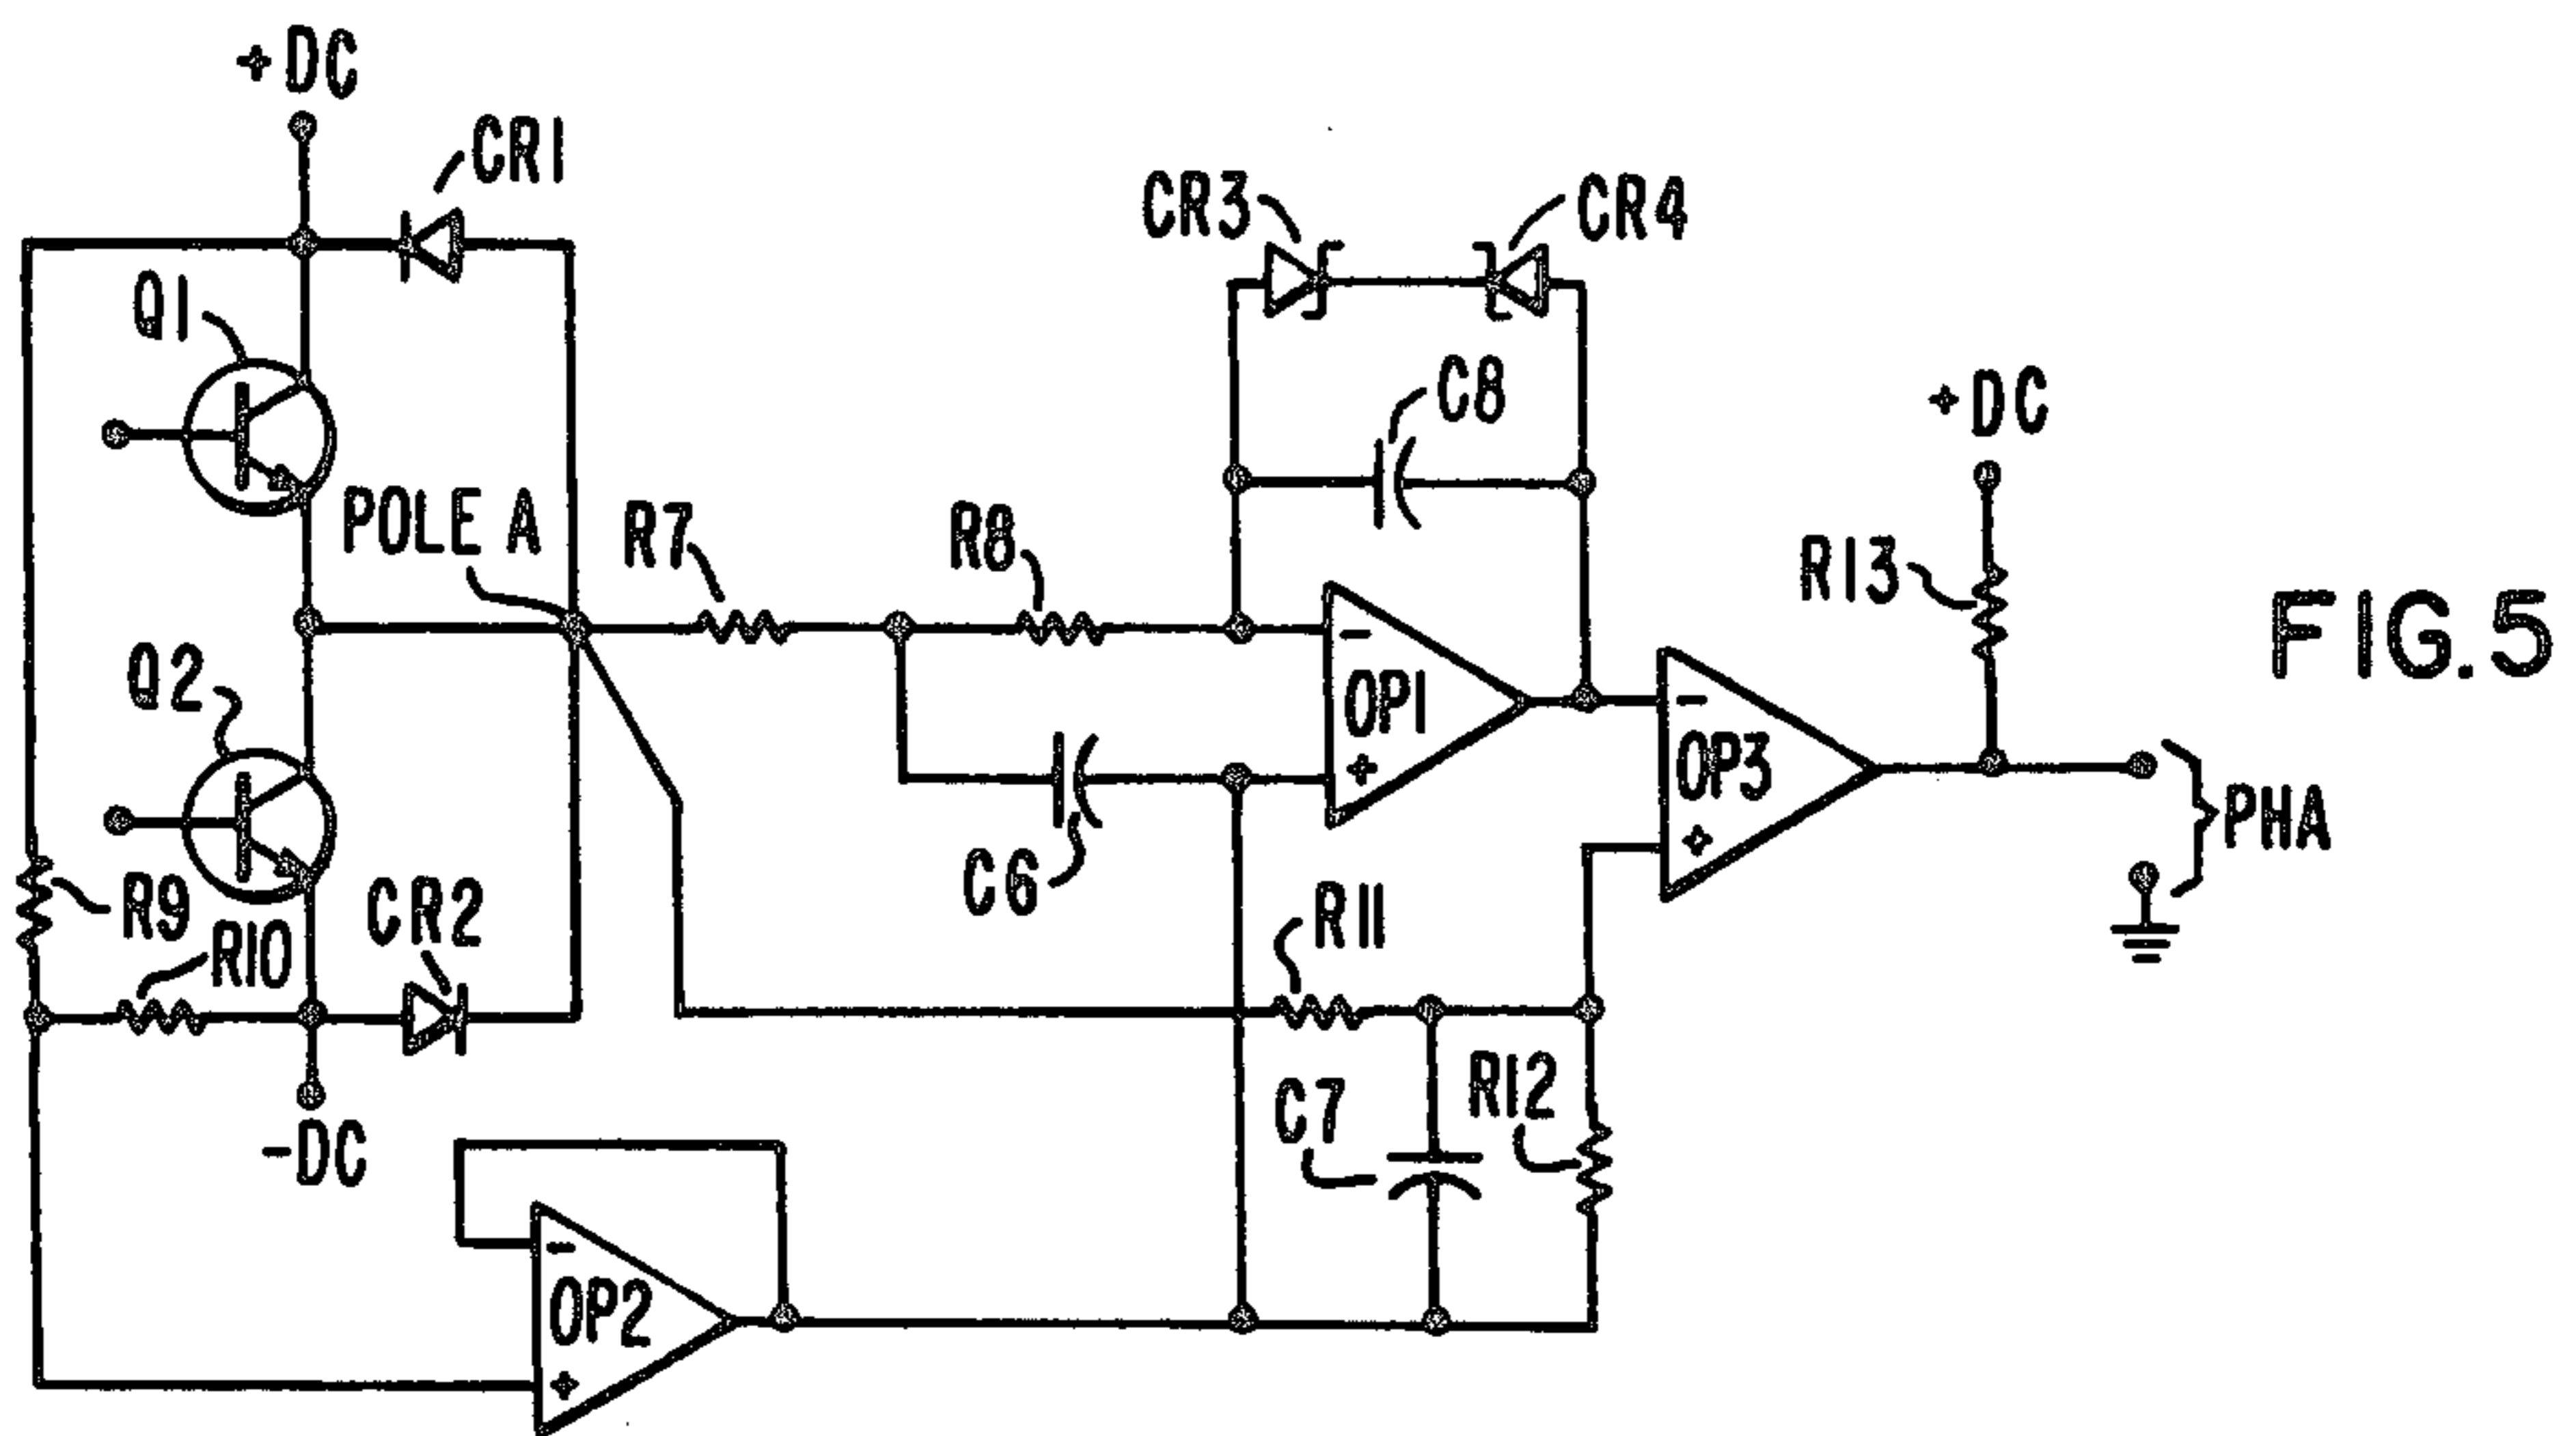 +DC
CR1
Q1
POLE A
R7
R8
CR3
CR4
C8
+DC
R13
FIG.5
Q2
-
OP1
+
-
OP3
+
PHA
C6
R9
R10
CR2
R11
-DC
C7
R12
-
OP2
+